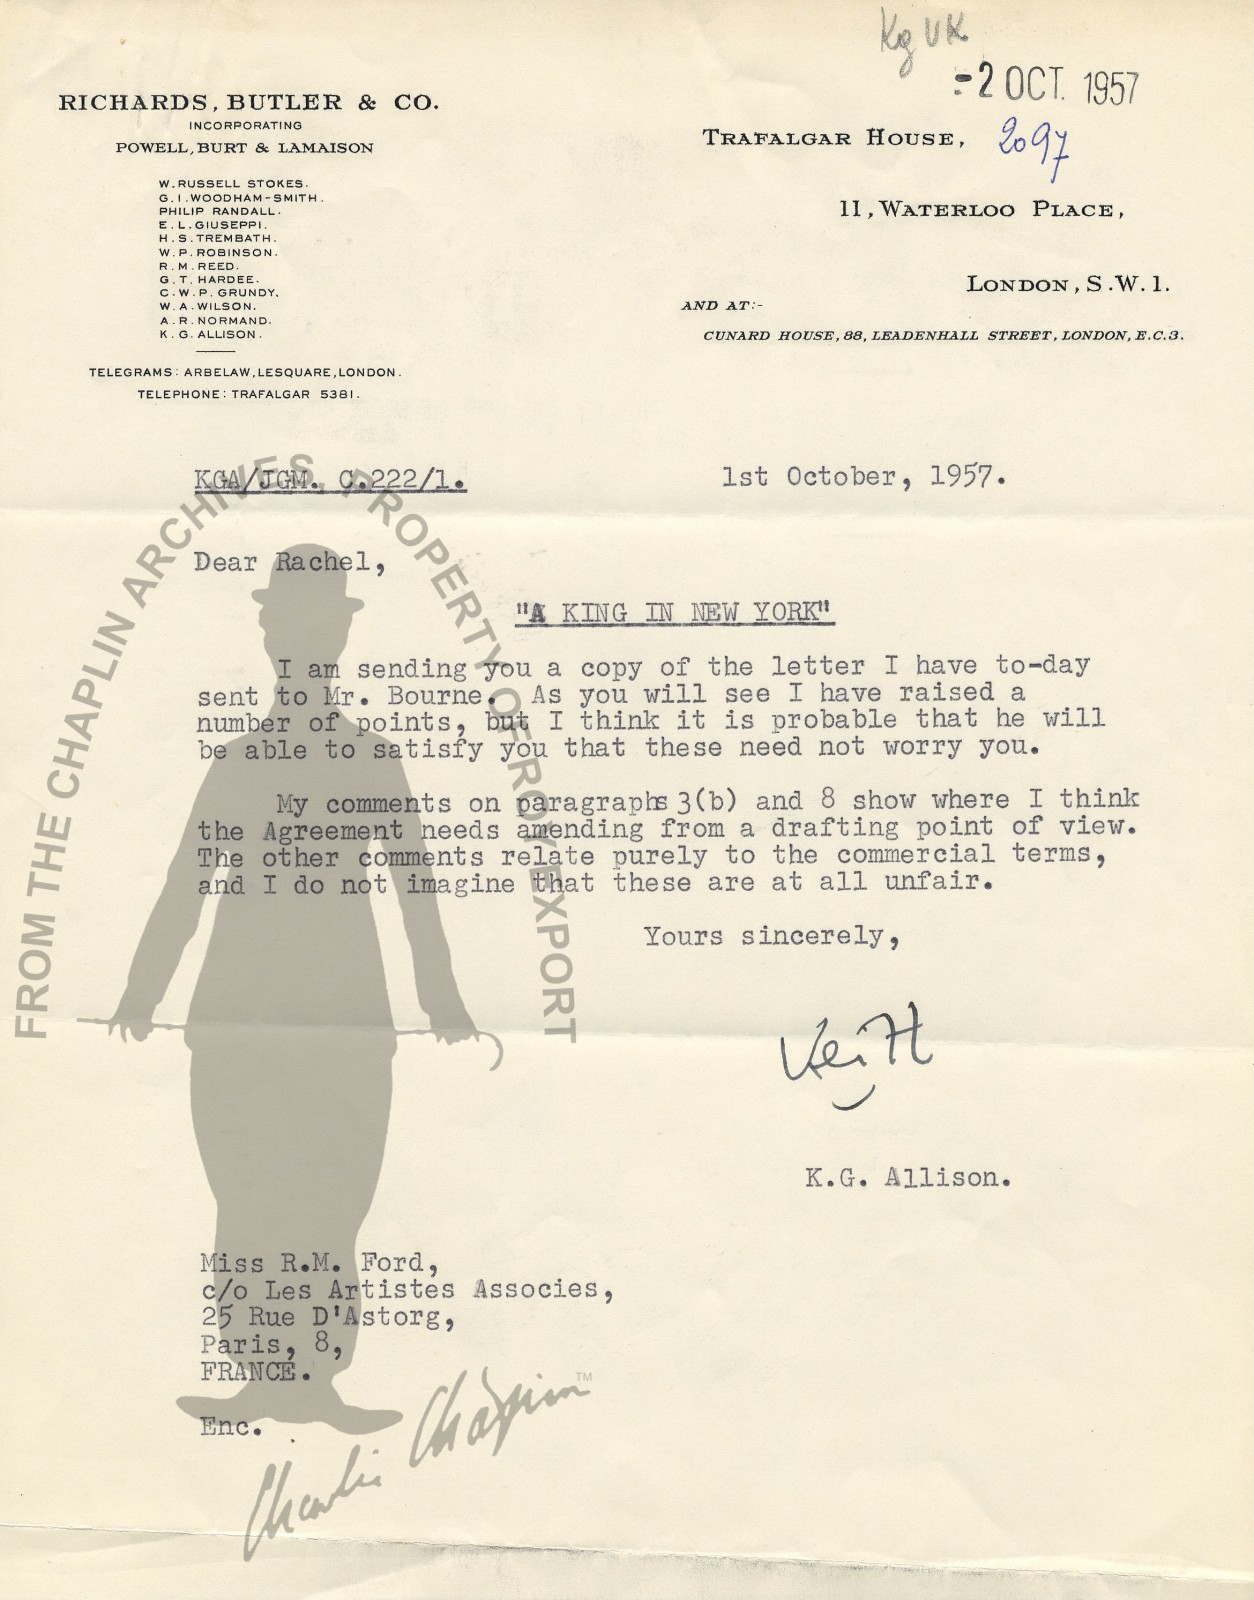 Kg UK
-2 OCT. 1957
RICHARDS, BUTLER & CO.
INCORPORATING
POWELL, BURT & LAMAISON
W. RUSSELL STOKES.
G. I. WOODHAM-SMITH.
PHILIP RANDALL.
E. L. GIUSEPPI.
H. S. TREMBATH.
W. P. ROBINSON.
R. M. REED.
G. T. HARDEE.
C. W. P. GRUNDY.
W. A. WILSON.
A. R. NORMAND.
K. G. ALLISON.
TELEGRAMS: ARBELAW, LESQUARE, LONDON.
TELEPHONE: TRAFALGAR 5381.
TRAFALGAR HOUSE,
2097
11, WATERLOO PLACE,
LONDON, S.W.1.
AND AT:-
CUNARD HOUSE, 88, LEADENHALL STREET, LONDON, E.C.3.
KGA/JGM. C.222/1.
1st October, 1957.
Dear Rachel,
"A KING IN NEW YORK"
I am sending you a copy of the letter I have to-day
sent to Mr. Bourne. As you will see I have raised a
number of points, but I think it is probable that he will
be able to satisfy you that these need not worry you.
My comments on paragraphs 3(b) and 8 show where I think
the Agreement needs amending from a drafting point of view.
The other comments relate purely to the commercial terms,
and I do not imagine that these are at all unfair.
Yours sincerely,
Keith
K.G. Allison.
Miss R.M. Ford,
c/o Les Artistes Associes,
25 Rue D'Astorg,
Paris, 8,
FRANCE.
Enc.
FROM THE CHAPLIN ARCHIVES, PROPERTY OF ROY EXPORT
Charlie Chaplin TM